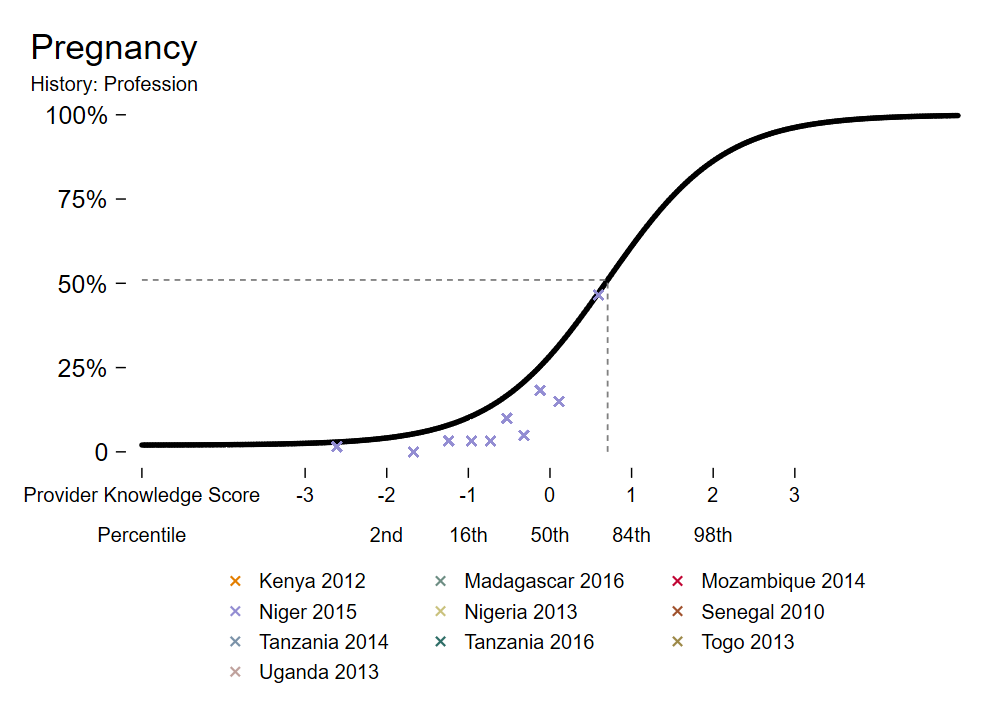 Pregnancy
History: Profession
100%
75%
50%
25%
0
Provider Knowledge Score -3 -2 -1 0 1 2 3
Percentile 2nd 16th 50th 84th 98th
Kenya 2012 Madagascar 2016 Mozambique 2014
Niger 2015 Nigeria 2013 Senegal 2010
Tanzania 2014 Tanzania 2016 Togo 2013
Uganda 2013